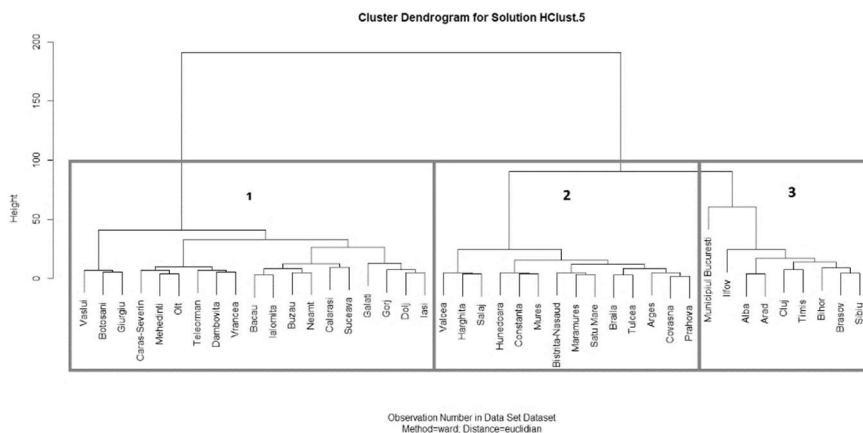 Cluster Dendrogram for Solution HClust.5
200
150
100
50
0
Height
1
2
3
Vaslui
Botosani
Giurgiu
Caras-Severin
Mehedinti
Olt
Teleorman
Dambovita
Vrancea
Bacau
Ialomita
Buzau
Neamt
Calarasi
Suceava
Galati
Gorj
Dolj
Iasi
Valcea
Harghita
Salaj
Hunedoara
Constanta
Mures
Bistrita-Nasaud
Maramures
Satu Mare
Braila
Tulcea
Arges
Covasna
Prahova
Municipiul Bucuresti
Ilfov
Alba
Arad
Cluj
Timis
Bihor
Brasov
Sibiu
Observation Number in Data Set Dataset
Method=ward; Distance=euclidian